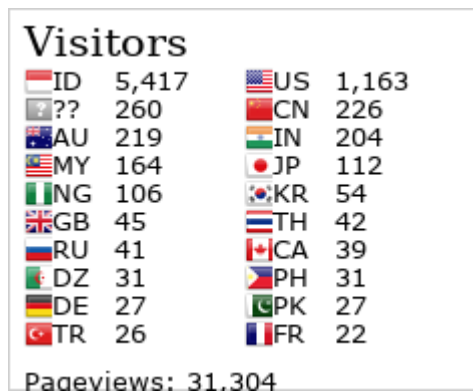 Visitors
ID 5,417 US 1,163
?? 260 CN 226
AU 219 IN 204
MY 164 JP 112
NG 106 KR 54
GB 45 TH 42
RU 41 CA 39
DZ 31 PH 31
DE 27 PK 27
TR 26 FR 22
Pageviews: 31,304